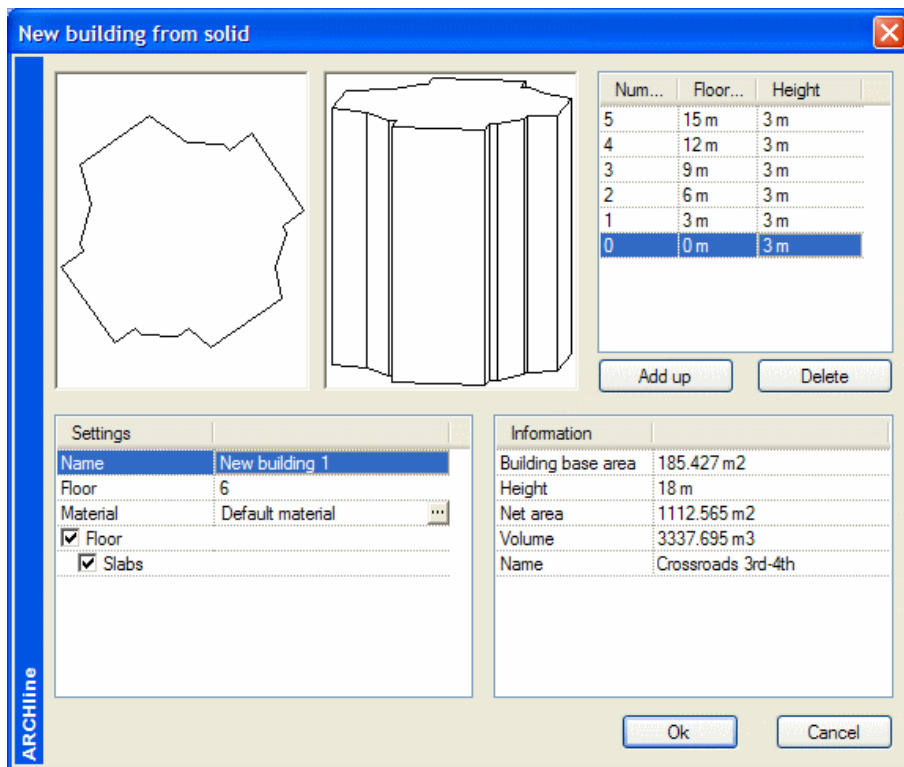 New building from solid
Num... Floor... Height
5 15 m 3 m
4 12 m 3 m
3 9 m 3 m
2 6 m 3 m
1 3 m 3 m
0 0 m 3 m
Add up Delete
Settings
Name New building 1
Floor 6
Material Default material ...
Floor
Slabs
Information
Building base area 185.427 m2
Height 18 m
Net area 1112.565 m2
Volume 3337.695 m3
Name Crossroads 3rd-4th
ARCHline
Ok Cancel